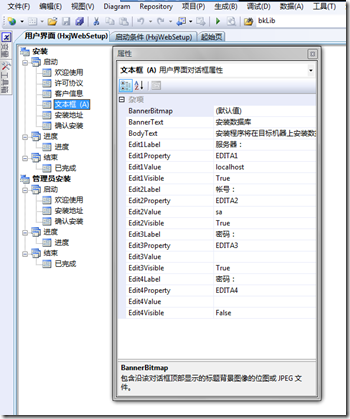 文件(F) 编辑(E) 视图(V) Diagram Repository 项目(P) 生成(B) 调试(D) 数据(A) 工具(T)
bkLib
用户界面 (HxjWebSetup) 启动条件 (HxjWebSetup) 起始页
工具箱
安装
启动
欢迎使用
许可协议
客户信息
文本框 (A)
安装地址
确认安装
进度
进度
结束
已完成
管理员安装
启动
欢迎使用
安装地址
确认安装
进度
进度
结束
已完成
属性
文本框 (A) 用户界面对话框属性
杂项
BannerBitmap (默认值)
BannerText 安装数据库
BodyText 安装程序将在目标机器上安装数
Edit1Label 服务器:
Edit1Property EDITA1
Edit1Value localhost
Edit1Visible True
Edit2Label 帐号:
Edit2Property EDITA2
Edit2Value sa
Edit2Visible True
Edit3Label 密码:
Edit3Property EDITA3
Edit3Value
Edit3Visible True
Edit4Label 密码:
Edit4Property EDITA4
Edit4Value
Edit4Visible False
BannerBitmap
包含沿该对话框顶部显示的标题背景图像的位图或 JPEG 文件。